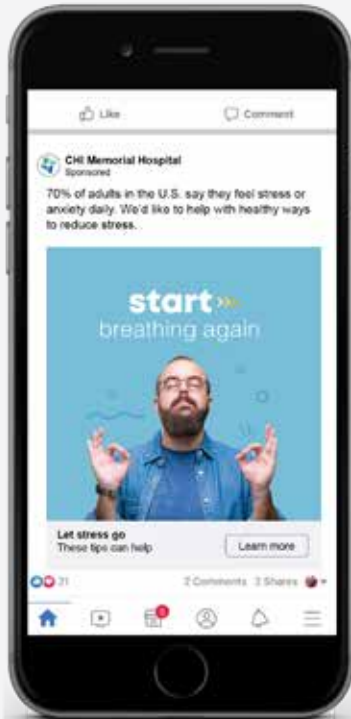 Like Comment
CHI Memorial Hospital
Sponsored
70% of adults in the U.S. say they feel stress or
anxiety daily. We'd like to help with healthy ways
to reduce stress.
start
breathing again
Let stress go
These tips can help
Learn more
21 2 Comments 3 Shares